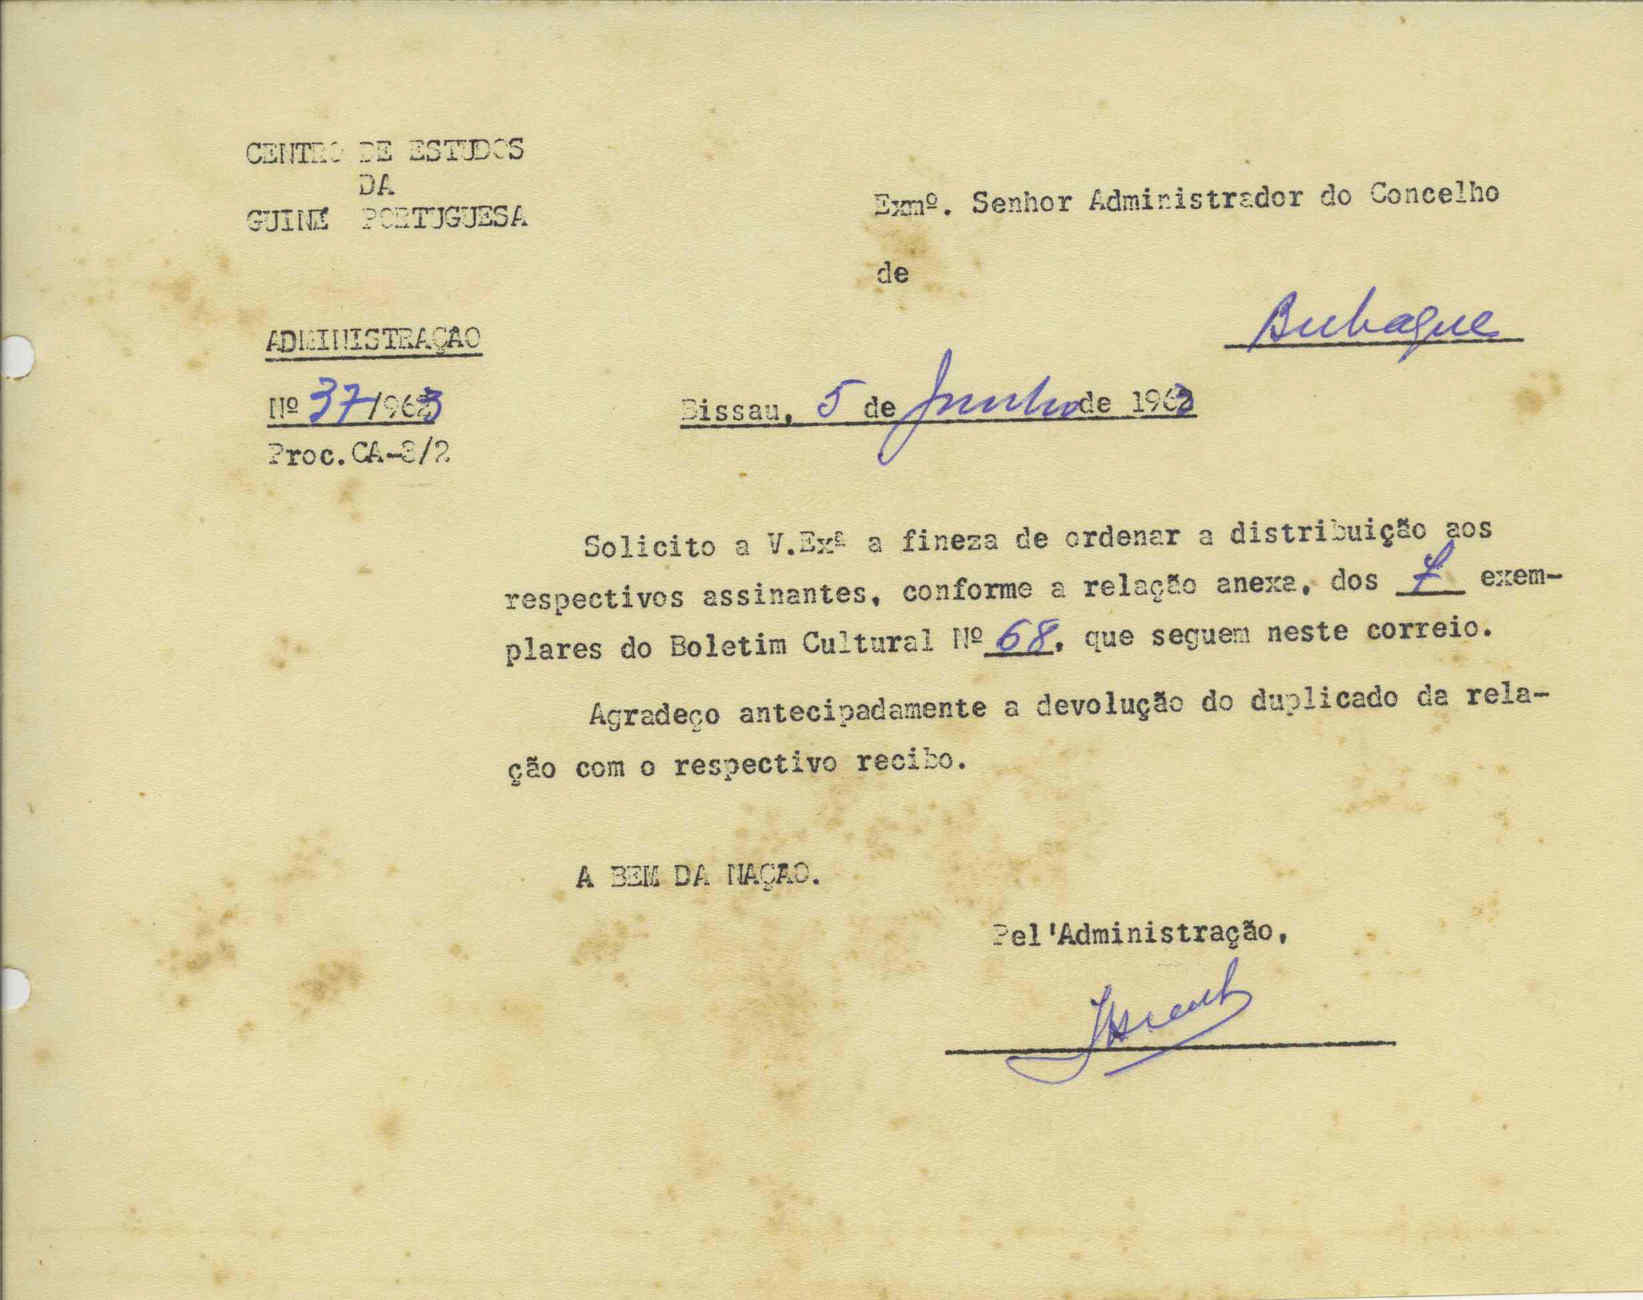 CENTRO DE ESTUDOS
DA
GUINÉ PORTUGUESA
Exmº. Senhor Administrador do Concelho
de
Bubaque
ADMINISTRAÇÃO
Nº 37/1963
Proc.CA-3/2
Bissau, 5 de Junho de 1963
Solicito a V.Exª a fineza de ordenar a distribuição aos
respectivos assinantes, conforme a relação anexa, dos 7 exem-
plares do Boletim Cultural Nº 68, que seguem neste correio.
Agradeço antecipadamente a devolução do duplicado da rela-
ção com o respectivo recibo.
A BEM DA NAÇÃO.
Pel'Administração,